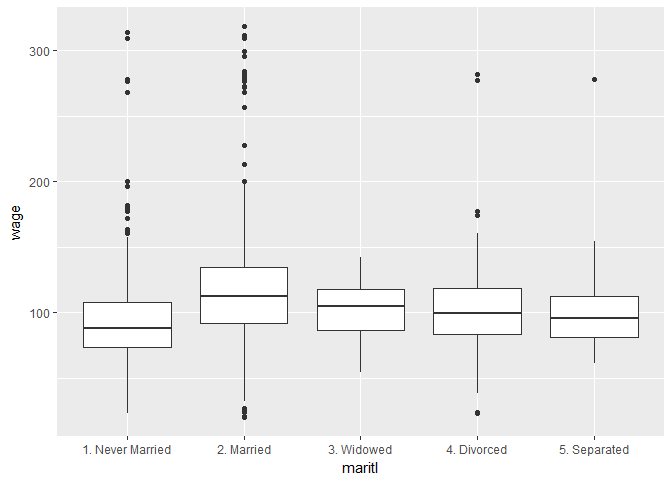 300
200
100
wage
1. Never Married 2. Married 3. Widowed 4. Divorced 5. Separated
maritl